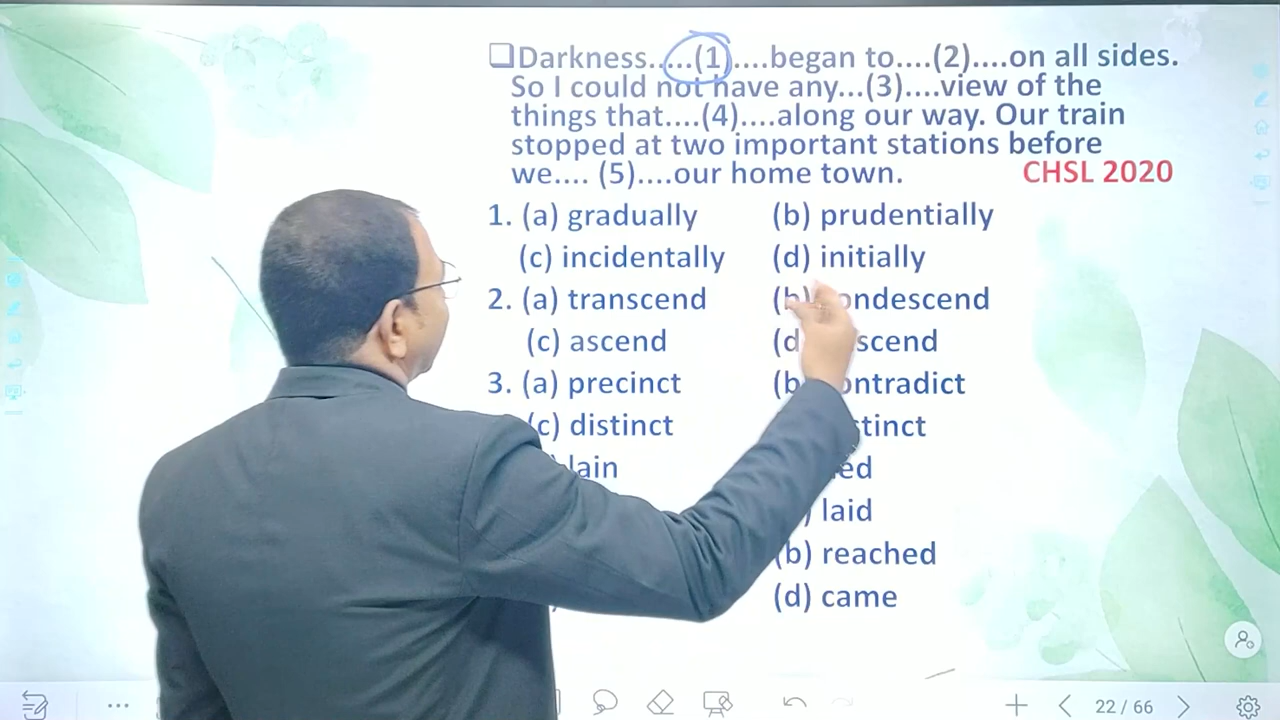 ❑Darkness.....(1)....began to....(2)....on all sides.
So I could not have any...(3)....view of the
things that....(4)....along our way. Our train
stopped at two important stations before
we.... (5)....our home town. CHSL 2020
1. (a) gradually (b) prudentially
(c) incidentally (d) initially
2. (a) transcend
(c) ascend
3. (a) precinct
(c) distinct
lain
laid
(b) reached
(d) came
22 / 66